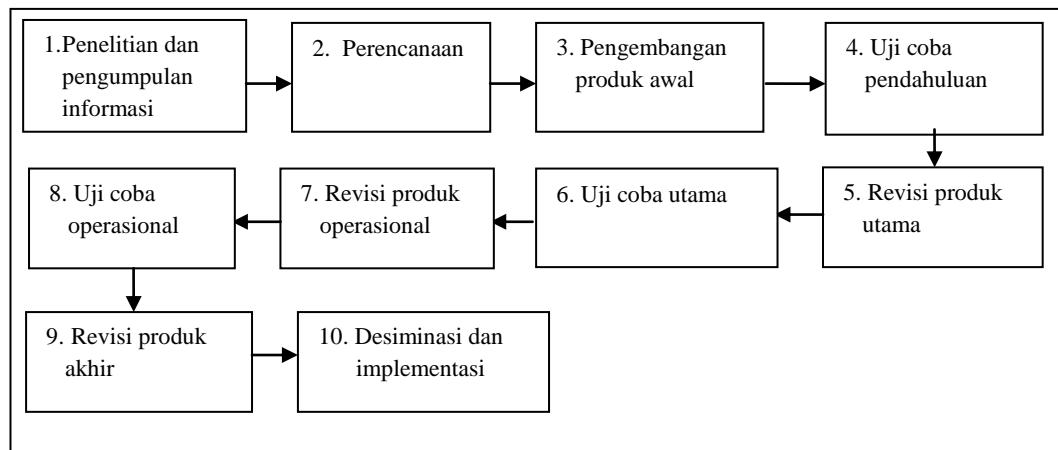 1.Penelitian dan
pengumpulan
informasi
2. Perencanaan
3. Pengembangan
produk awal
4. Uji coba
pendahuluan
5. Revisi produk
utama
6. Uji coba utama
7. Revisi produk
operasional
8. Uji coba
operasional
9. Revisi produk
akhir
10. Desiminasi dan
implementasi